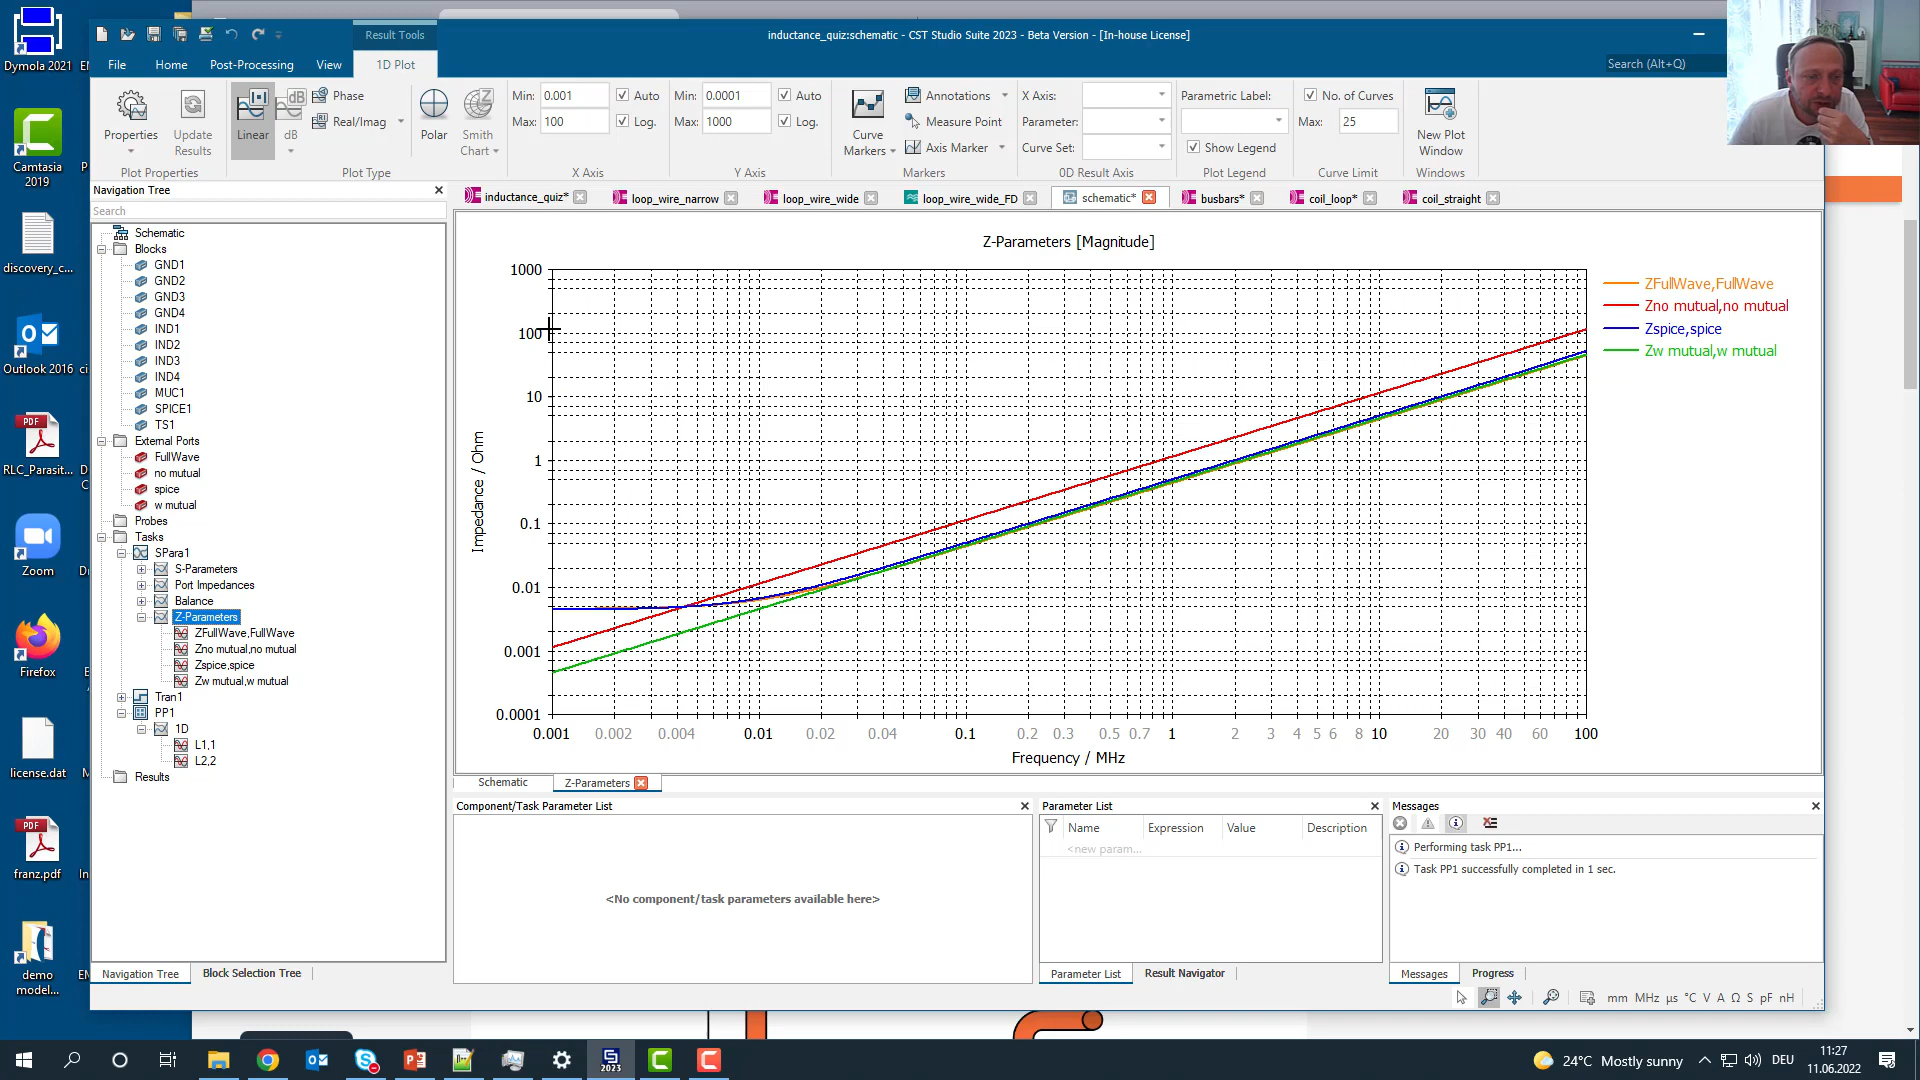 Result Tools
inductance_quiz:schematic - CST Studio Suite 2023 - Beta Version - [In-house License]
File
Home
Post-Processing
View
1D Plot
Search (Alt+Q)
Properties
Update Results
Linear
dB
Phase
Real/Imag
Polar
Smith Chart
Min: 0.001
Auto
Max: 100
Log.
Min: 0.0001
Auto
Max: 1000
Log.
Curve Markers
Annotations
Measure Point
Axis Marker
X Axis:
Parameter:
Curve Set:
Parametric Label:
Show Legend
No. of Curves
Max: 25
New Plot Window
Plot Properties
Plot Type
X Axis
Y Axis
Markers
0D Result Axis
Plot Legend
Curve Limit
Windows
Navigation Tree
Search
inductance_quiz*
loop_wire_narrow
loop_wire_wide
loop_wire_wide_FD
schematic*
busbars*
coil_loop*
coil_straight
Schematic
Blocks
GND1
GND2
GND3
GND4
IND1
IND2
IND3
IND4
MUC1
SPICE1
TS1
External Ports
FullWave
no mutual
spice
w mutual
Probes
Tasks
SPara1
S-Parameters
Port Impedances
Balance
Z-Parameters
ZFullWave,FullWave
Zno mutual,no mutual
Zspice,spice
Zw mutual,w mutual
Tran1
PP1
1D
L1,1
L2,2
Results
Navigation Tree
Block Selection Tree
Z-Parameters [Magnitude]
1000
100
10
1
0.1
0.01
0.001
0.0001
Impedance / Ohm
0.001 0.002 0.004 0.01 0.02 0.04 0.1 0.2 0.3 0.5 0.7 1 2 3 4 5 6 8 10 20 30 40 60 100
Frequency / MHz
ZFullWave,FullWave
Zno mutual,no mutual
Zspice,spice
Zw mutual,w mutual
Schematic
Z-Parameters
Component/Task Parameter List
<No component/task parameters available here>
Parameter List
Name
Expression
Value
Description
<new param...
Parameter List
Result Navigator
Messages
Performing task PP1...
Task PP1 successfully completed in 1 sec.
Messages
Progress
mm MHz µs °C V A Ω S pF nH
Dymola 2021
Camtasia 2019
discovery_c...
Outlook 2016
PDF
RLC_Parasit...
Zoom
Firefox
license.dat
PDF
franz.pdf
demo model...
2023
24°C Mostly sunny
DEU
11:27
11.06.2022